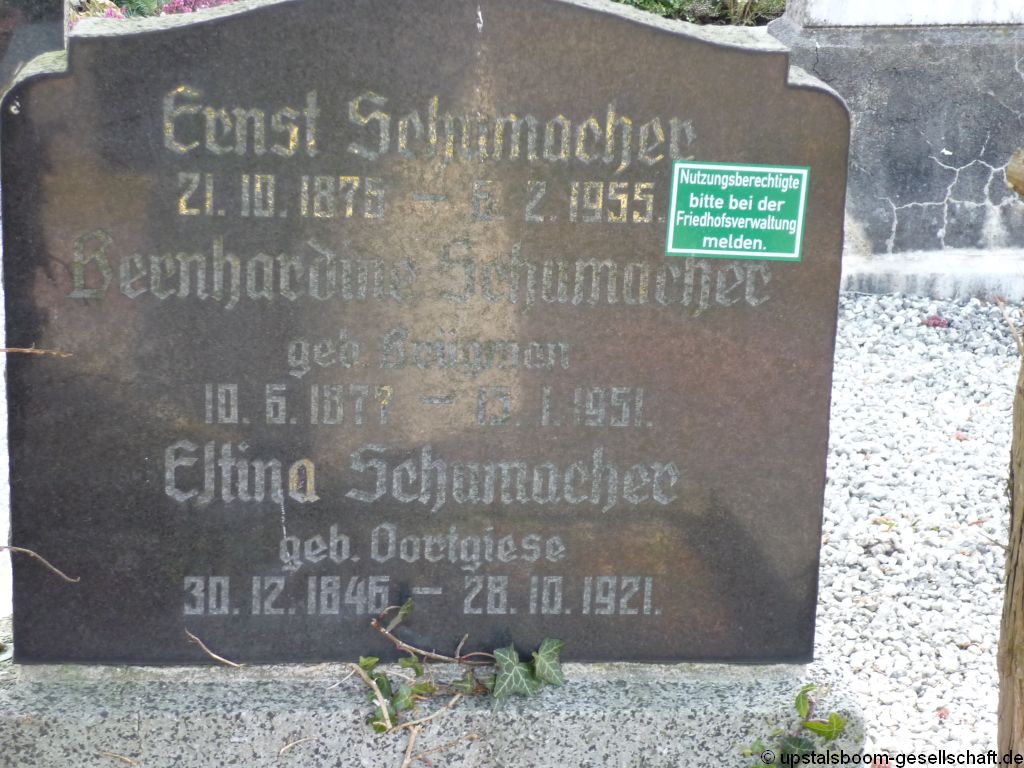 Ernst Schumacher
21. 10. 1876 – 6. 2. 1955.
Nutzungsberechtigte
bitte bei der
Friedhofsverwaltung
melden.
Bernhardine Schumacher
geb. Brügman
10. 6. 1877 – 13. 1. 1951.
Eltina Schumacher
geb. Oortgiese
30. 12. 1846 – 28. 10. 1921.
© upstalsboom-gesellschaft.de